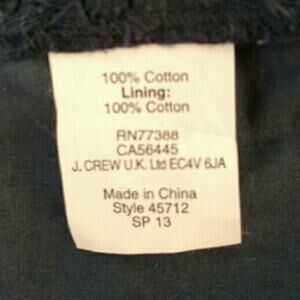 100% Cotton
Lining:
100% Cotton
RN77388
CA56445
J. CREW U.K. Ltd EC4V 6JA
Made in China
Style 45712
SP 13